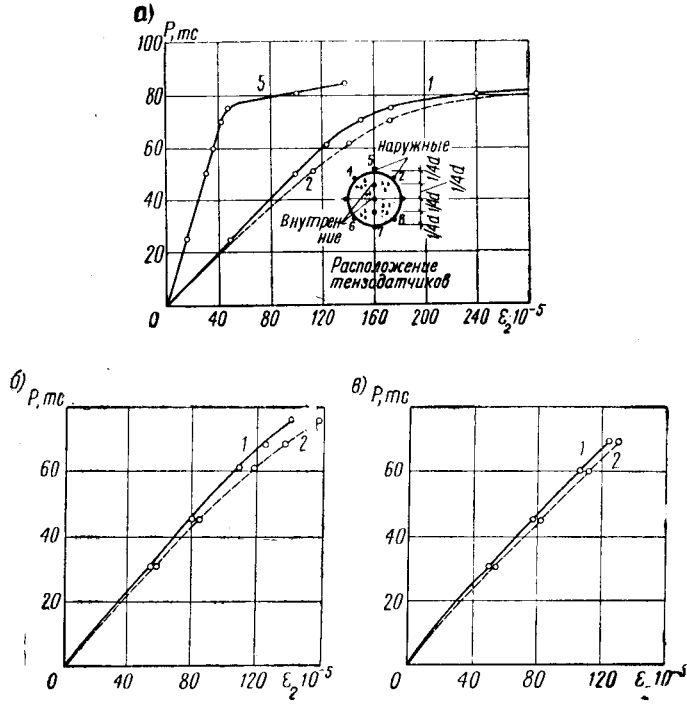 а)
P, тс
100
80
60
40
20
0
40
80
120
160
200
240
ε₂·10⁻⁵
5
1
2
наружные
5
4
2
6
7
8
1/4d
1/4d
1/4d
1/4d
Внутрен-
ние
Расположение
тензодатчиков
б)
P, тс
60
40
20
0
40
80
120
ε₂ 10⁻⁵
1
2
P
в)
P, тс
60
40
20
0
40
80
120
ε₂ 10⁻⁵
1
2